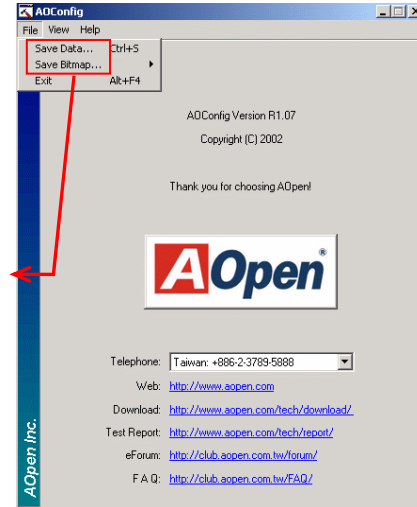 AOConfig
File View Help
Save Data... Ctrl+S
Save Bitmap...
Exit Alt+F4
AOConfig Version R1.07
Copyright (C) 2002
Thank you for choosing AOpen!
AOpen®
Telephone: Taiwan: +886-2-3789-5888
Web: http://www.aopen.com
Download: http://www.aopen.com/tech/download/
Test Report: http://www.aopen.com/tech/report/
eForum: http://club.aopen.com.tw/forum/
F A Q: http://club.aopen.com.tw/FAQ/
AOpen Inc.